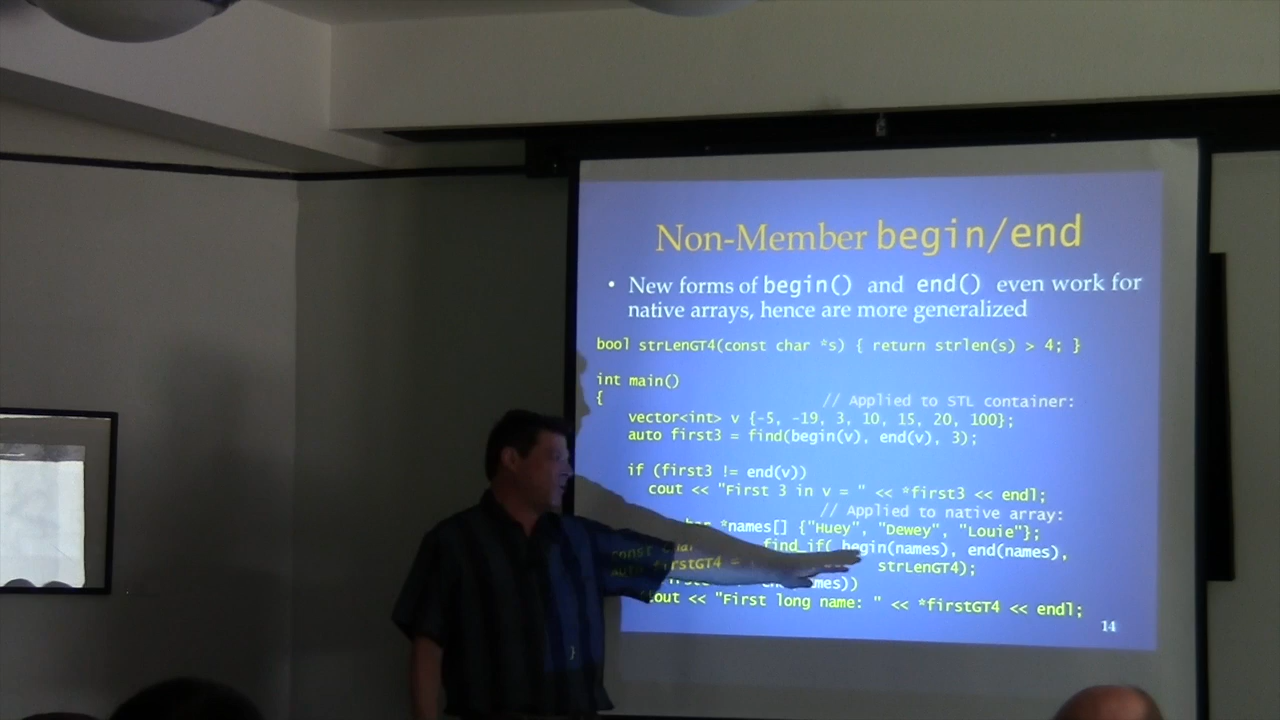 Non-Member begin/end
• New forms of begin() and end() even work for
native arrays, hence are more generalized
bool strLenGT4(const char *s) { return strlen(s) > 4; }
int main()
{ // Applied to STL container:
vector<int> v {-5, -19, 3, 10, 15, 20, 100};
auto first3 = find(begin(v), end(v), 3);
if (first3 != end(v))
cout << "First 3 in v = " << *first3 << endl;
// Applied to native array:
const char *names[] {"Huey", "Dewey", "Louie"};
auto firstGT4 = find_if( begin(names), end(names),
strLenGT4);
cout << "First long name: " << *firstGT4 << endl;
}
14